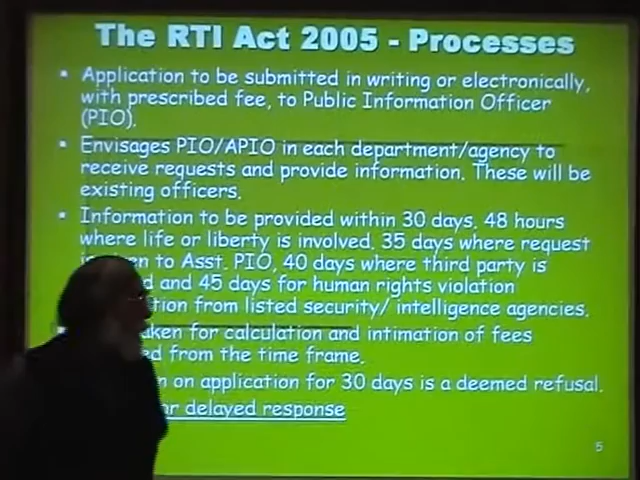 The RTI Act 2005 - Processes
Application to be submitted in writing or electronically,
with prescribed fee, to Public Information Officer
(PIO).
Envisages PIO/APIO in each department/agency to
receive requests and provide information. These will be
existing officers.
Information to be provided within 30 days. 48 hours
where life or liberty is involved. 35 days where request
to Asst. PIO, 40 days where third party is
and 45 days for human rights violation
from listed security/ intelligence agencies.
for calculation and intimation of fees
from the time frame.
on application for 30 days is a deemed refusal.
delayed response
5